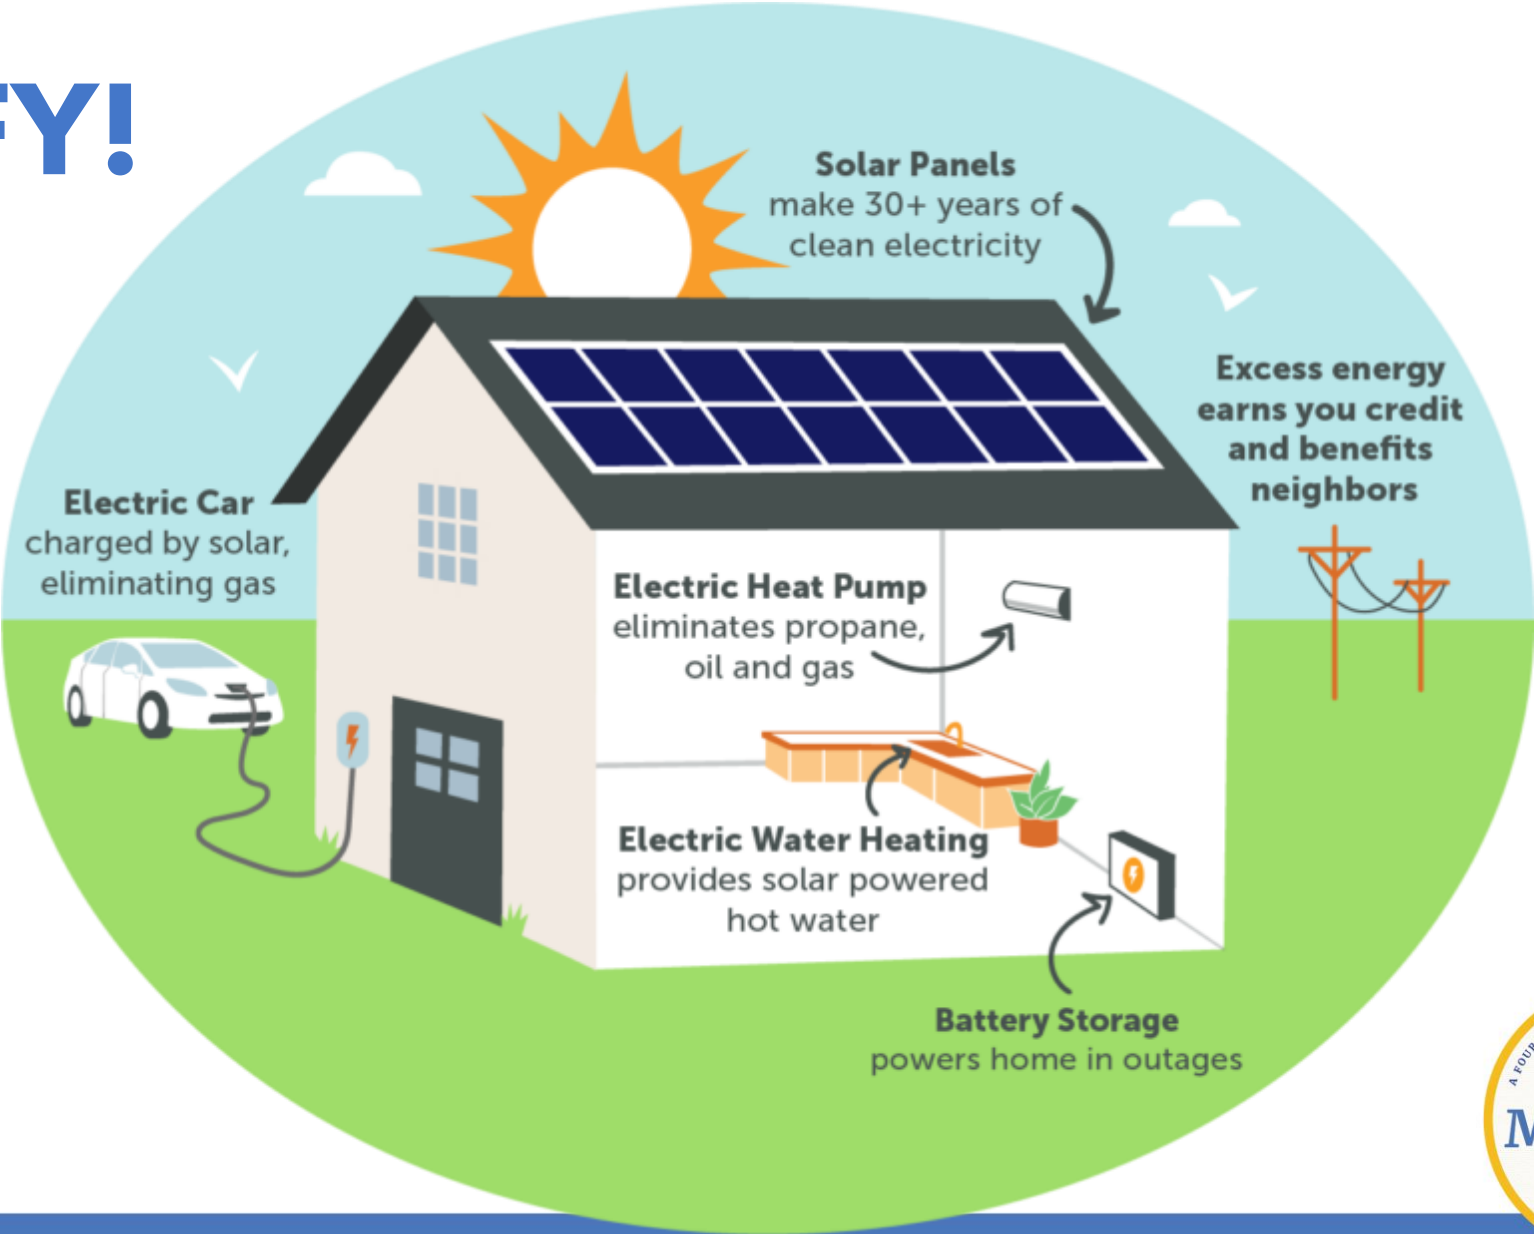 FY!
Solar Panels
make 30+ years of
clean electricity
Excess energy
earns you credit
and benefits
neighbors
Electric Car
charged by solar,
eliminating gas
Electric Heat Pump
eliminates propane,
oil and gas
Electric Water Heating
provides solar powered
hot water
Battery Storage
powers home in outages
A FOUR
M